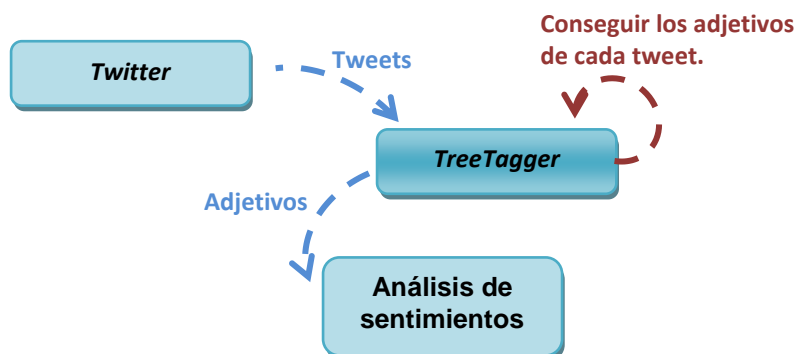 Conseguir los adjetivos
de cada tweet.
Twitter
Tweets
TreeTagger
Adjetivos
Análisis de
sentimientos